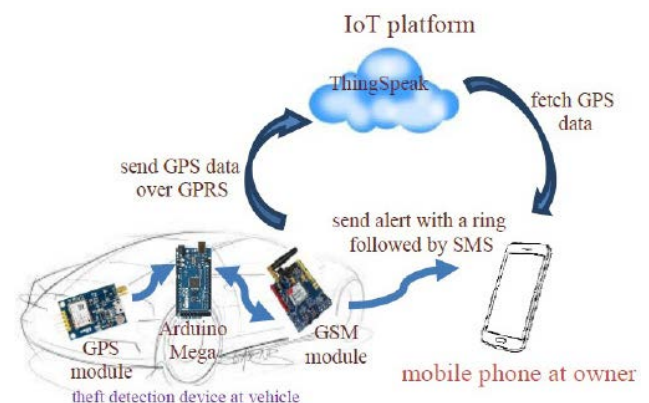 IoT platform
ThingSpeak
fetch GPS
data
send GPS data
over GPRS
send alert with a ring
followed by SMS
GPS
module
Arduino
Mega
GSM
module
mobile phone at owner
theft detection device at vehicle